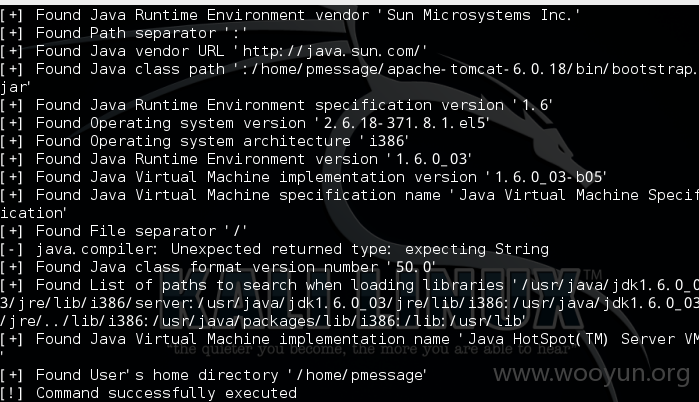 [+] Found Java Runtime Environment vendor 'Sun Microsystems Inc.'
[+] Found Path separator ':'
[+] Found Java vendor URL 'http://java.sun.com/'
[+] Found Java class path ':/home/pmessage/apache-tomcat-6.0.18/bin/bootstrap.
jar'
[+] Found Java Runtime Environment specification version '1.6'
[+] Found Operating system version '2.6.18-371.8.1.el5'
[+] Found Operating system architecture 'i386'
[+] Found Java Runtime Environment version '1.6.0_03'
[+] Found Java Virtual Machine implementation version '1.6.0_03-b05'
[+] Found Java Virtual Machine specification name 'Java Virtual Machine Specif
ication'
[+] Found File separator '/'
[-] java.compiler: Unexpected returned type: expecting String
[+] Found Java class format version number '50.0'
[+] Found List of paths to search when loading libraries '/usr/java/jdk1.6.0_0
3/jre/lib/i386/server:/usr/java/jdk1.6.0_03/jre/lib/i386:/usr/java/jdk1.6.0_03
/jre/../lib/i386:/usr/java/packages/lib/i386:/lib:/usr/lib'
KALI LINUX™
[+] Found Java Virtual Machine implementation name 'Java HotSpot(TM) Server VM
'
the quieter you become, the more you are able to hear
[+] Found User's home directory '/home/pmessage'
[!] Command successfully executed
www.wooyun.org